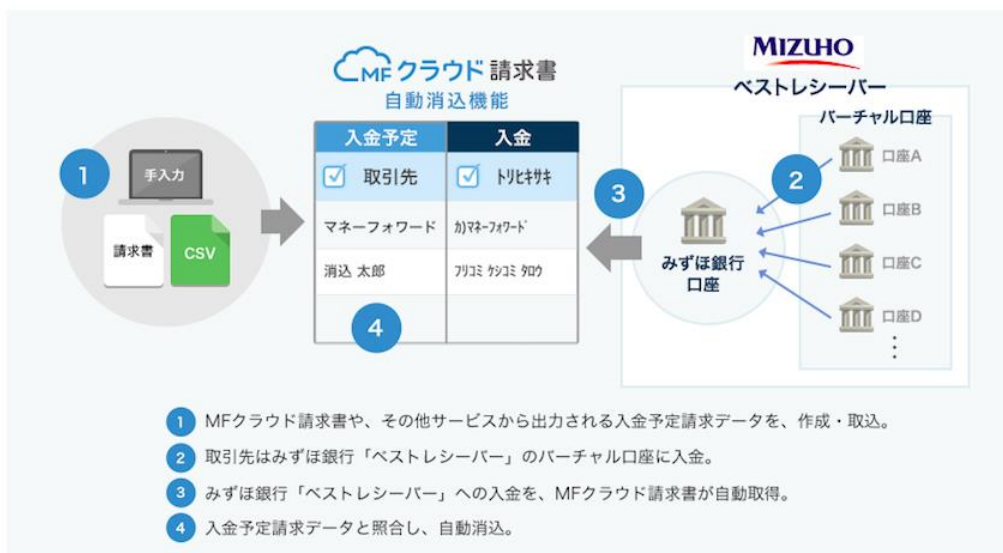 MIZUHO
MFクラウド 請求書
自動消込機能
ベストレシーバー
バーチャル口座
入金予定
入金
1
手入力
請求書
CSV
取引先
トリヒキサキ
マネーフォワード
カ)マネーフォワード
消込 太郎
フリコミ ケシコミ タロウ
4
3
2
みずほ銀行
口座
口座A
口座B
口座C
口座D
⋮
1 MFクラウド請求書や、その他サービスから出力される入金予定請求データを、作成・取込。
2 取引先はみずほ銀行「ベストレシーバー」のバーチャル口座に入金。
3 みずほ銀行「ベストレシーバー」への入金を、MFクラウド請求書が自動取得。
4 入金予定請求データと照合し、自動消込。